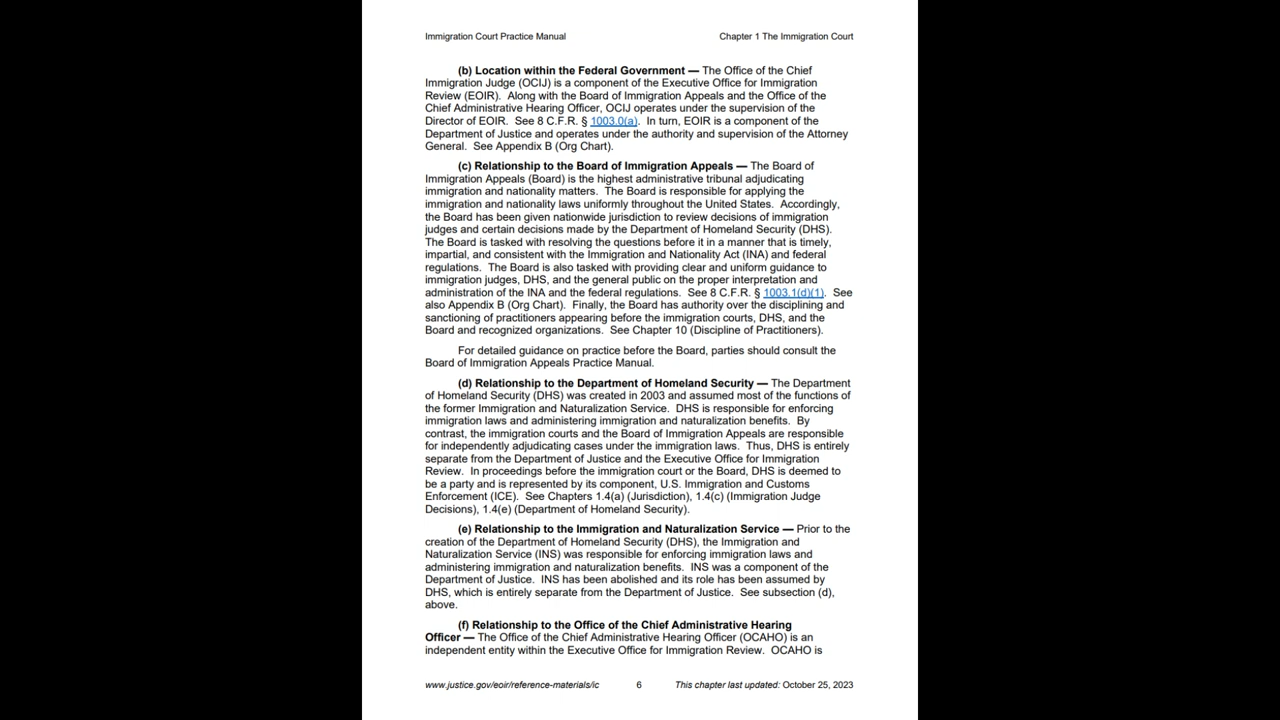 Immigration Court Practice Manual Chapter 1 The Immigration Court
(b) Location within the Federal Government — The Office of the Chief
Immigration Judge (OCIJ) is a component of the Executive Office for Immigration
Review (EOIR).  Along with the Board of Immigration Appeals and the Office of the
Chief Administrative Hearing Officer, OCIJ operates under the supervision of the
Director of EOIR.  See 8 C.F.R. § 1003.0(a).  In turn, EOIR is a component of the
Department of Justice and operates under the authority and supervision of the Attorney
General.  See Appendix B (Org Chart).
(c) Relationship to the Board of Immigration Appeals — The Board of
Immigration Appeals (Board) is the highest administrative tribunal adjudicating
immigration and nationality matters.  The Board is responsible for applying the
immigration and nationality laws uniformly throughout the United States.  Accordingly,
the Board has been given nationwide jurisdiction to review decisions of immigration
judges and certain decisions made by the Department of Homeland Security (DHS).
The Board is tasked with resolving the questions before it in a manner that is timely,
impartial, and consistent with the Immigration and Nationality Act (INA) and federal
regulations.  The Board is also tasked with providing clear and uniform guidance to
immigration judges, DHS, and the general public on the proper interpretation and
administration of the INA and the federal regulations.  See 8 C.F.R. § 1003.1(d)(1).  See
also Appendix B (Org Chart).  Finally, the Board has authority over the disciplining and
sanctioning of practitioners appearing before the immigration courts, DHS, and the
Board and recognized organizations.  See Chapter 10 (Discipline of Practitioners).
For detailed guidance on practice before the Board, parties should consult the
Board of Immigration Appeals Practice Manual.
(d) Relationship to the Department of Homeland Security — The Department
of Homeland Security (DHS) was created in 2003 and assumed most of the functions of
the former Immigration and Naturalization Service.  DHS is responsible for enforcing
immigration laws and administering immigration and naturalization benefits.  By
contrast, the immigration courts and the Board of Immigration Appeals are responsible
for independently adjudicating cases under the immigration laws.  Thus, DHS is entirely
separate from the Department of Justice and the Executive Office for Immigration
Review.  In proceedings before the immigration court or the Board, DHS is deemed to
be a party and is represented by its component, U.S. Immigration and Customs
Enforcement (ICE).  See Chapters 1.4(a) (Jurisdiction), 1.4(c) (Immigration Judge
Decisions), 1.4(e) (Department of Homeland Security).
(e) Relationship to the Immigration and Naturalization Service — Prior to the
creation of the Department of Homeland Security (DHS), the Immigration and
Naturalization Service (INS) was responsible for enforcing immigration laws and
administering immigration and naturalization benefits.  INS was a component of the
Department of Justice.  INS has been abolished and its role has been assumed by
DHS, which is entirely separate from the Department of Justice.  See subsection (d),
above.
(f) Relationship to the Office of the Chief Administrative Hearing
Officer — The Office of the Chief Administrative Hearing Officer (OCAHO) is an
independent entity within the Executive Office for Immigration Review.  OCAHO is
www.justice.gov/eoir/reference-materials/ic 6 This chapter last updated: October 25, 2023